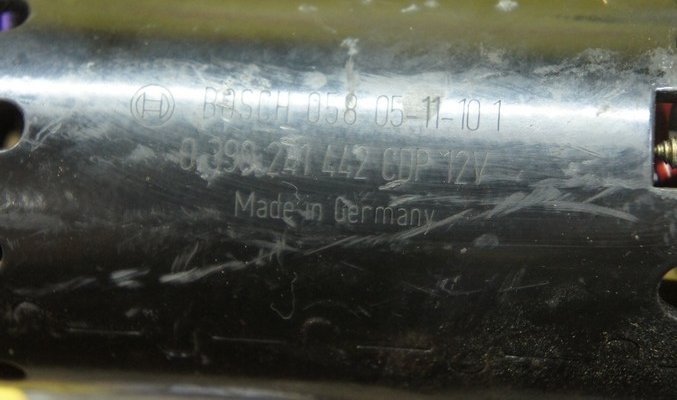 BOSCH 058 05-11-10 1
0 390 241 442 CDP 12V
Made in Germany